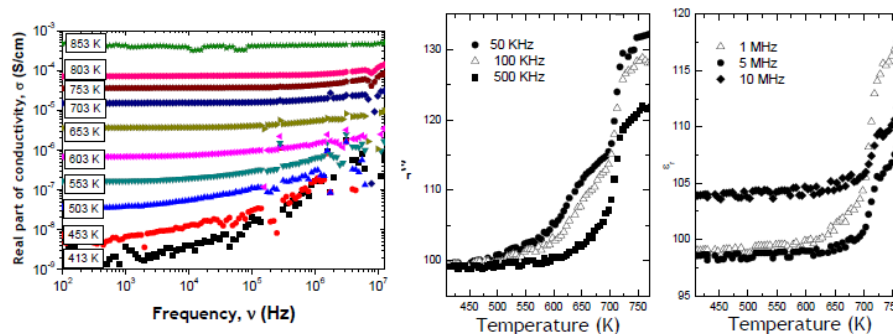 Real part of conductivity, σ (S/cm)
10⁻³
10⁻⁴
10⁻⁵
10⁻⁶
10⁻⁷
10⁻⁸
10⁻⁹
853 K
803 K
753 K
703 K
653 K
603 K
553 K
503 K
453 K
413 K
10² 10³ 10⁴ 10⁵ 10⁶ 10⁷
Frequency, ν (Hz)
130
120
110
100
50 KHz
100 KHz
500 KHz
450 500 550 600 650 700 750
Temperature (K)
εᵣ
120
115
110
105
100
95
1 MHz
5 MHz
10 MHz
450 500 550 600 650 700 750
Temperature (K)